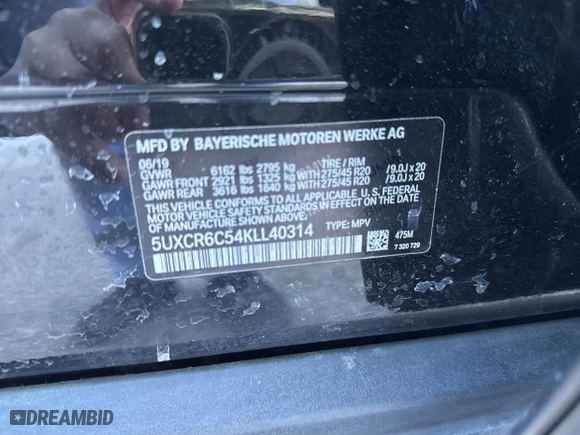 MFD BY BAYERISCHE MOTOREN WERKE AG
06/19 TIRE / RIM
GVWR 6162 lbs 2795 kg
GAWR FRONT 2921 lbs 1325 kg WITH 275/45 R20 /9.0J x 20
GAWR REAR 3616 lbs 1640 kg WITH 275/45 R20 /9.0J x 20
THIS VEHICLE CONFORMS TO ALL APPLICABLE U. S. FEDERAL
MOTOR VEHICLE SAFETY STANDARDS IN EFFECT ON THE DATE OF
MANUFACTURE SHOWN ABOVE.
5UXCR6C54KLL40314 TYPE: MPV
475M
7 320 729
DREAMBID